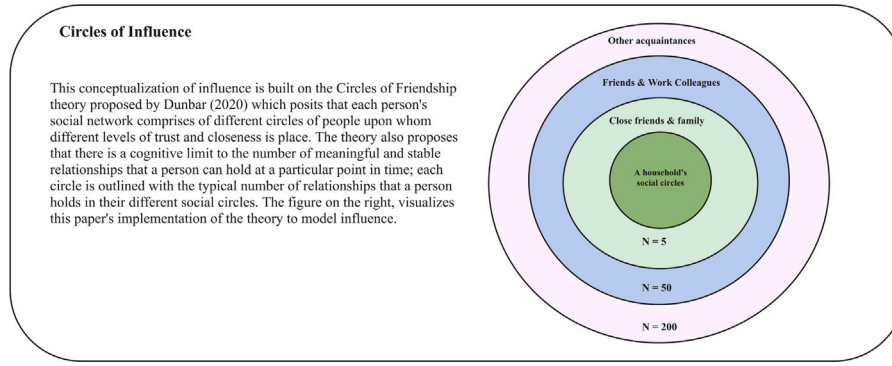 Circles of Influence
This conceptualization of influence is built on the Circles of Friendship
theory proposed by Dunbar (2020) which posits that each person's
social network comprises of different circles of people upon whom
different levels of trust and closeness is place. The theory also proposes
that there is a cognitive limit to the number of meaningful and stable
relationships that a person can hold at a particular point in time; each
circle is outlined with the typical number of relationships that a person
holds in their different social circles. The figure on the right, visualizes
this paper's implementation of the theory to model influence.
Other acquaintances
Friends & Work Colleagues
Close friends & family
A household's
social circles
N = 5
N = 50
N = 200